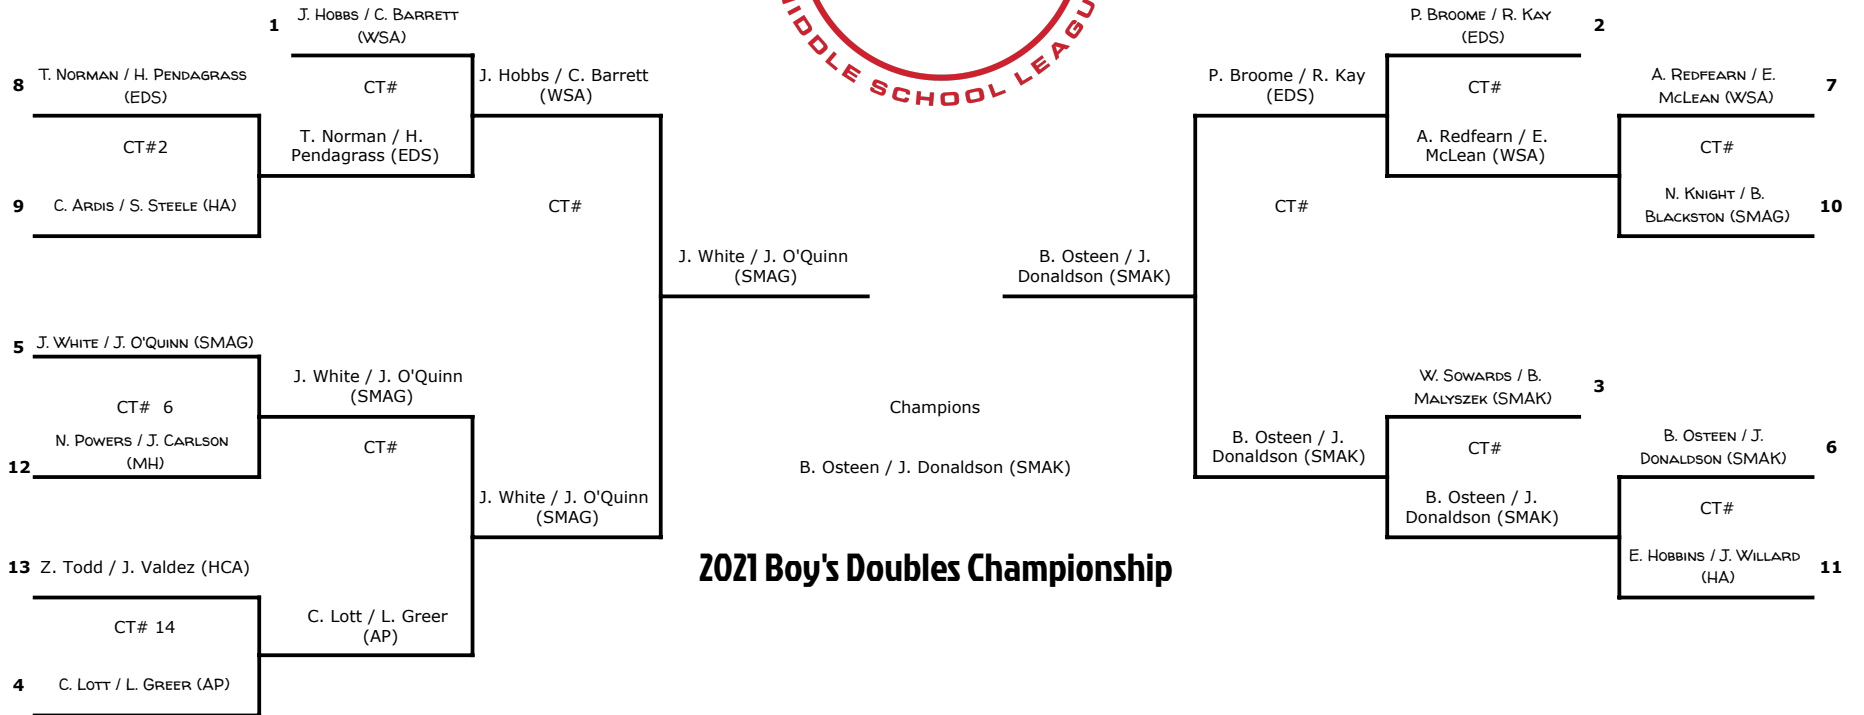 MIDDLE SCHOOL LEAGUE
1
J. Hobbs / C. Barrett
(WSA)
P. Broome / R. Kay
(EDS)
2
8
T. Norman / H. Pendagrass
(EDS)
CT#
J. Hobbs / C. Barrett
(WSA)
P. Broome / R. Kay
(EDS)
CT#
A. Redfearn / E.
McLean (WSA)
7
CT#2
T. Norman / H.
Pendagrass (EDS)
A. Redfearn / E.
McLean (WSA)
CT#
9
C. Ardis / S. Steele (HA)
CT#
CT#
N. Knight / B.
Blackston (SMAG)
10
J. White / J. O'Quinn
(SMAG)
B. Osteen / J.
Donaldson (SMAK)
5
J. White / J. O'Quinn (SMAG)
J. White / J. O'Quinn
(SMAG)
W. Sowards / B.
Malyszek (SMAK)
3
CT# 6
Champions
N. Powers / J. Carlson
(MH)
12
CT#
B. Osteen / J. Donaldson (SMAK)
B. Osteen / J.
Donaldson (SMAK)
CT#
B. Osteen / J.
Donaldson (SMAK)
6
J. White / J. O'Quinn
(SMAG)
B. Osteen / J.
Donaldson (SMAK)
CT#
13
Z. Todd / J. Valdez (HCA)
2021 Boy's Doubles Championship
E. Hobbins / J. Willard
(HA)
11
CT# 14
C. Lott / L. Greer
(AP)
4
C. Lott / L. Greer (AP)